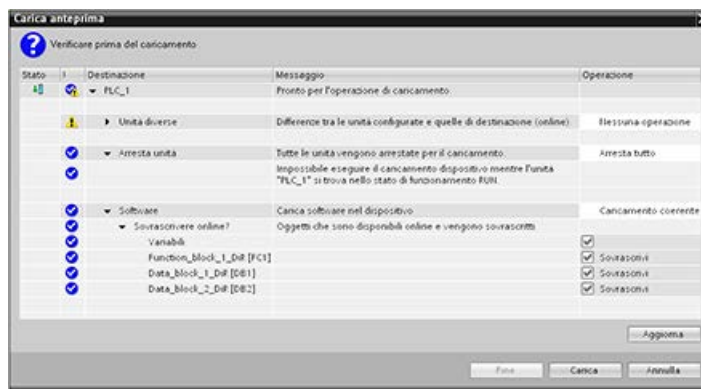 Carica anteprima
Verificare prima del caricamento
Stato ! Destinazione Messaggio Operazione
PLC_1 Pronto per l'operazione di caricamento.
Unità diverse Differenze tra le unità configurate e quelle di destinazione (online) Nessuna operazione
Arresta unità Tutte le unità vengono arrestate per il caricamento. Arresta tutto
Impossibile eseguire il caricamento dispositivo mentre l'unità
"PLC_1" si trova nello stato di funzionamento RUN.
Software Carica software nel dispositivo Caricamento coerente
Sovrascrivere online? Oggetti che sono disponibili online e vengono sovrascritti
Variabili
Function_block_1_DiR [FC1] Sovrascrivi
Data_block_1_DiR [DB1] Sovrascrivi
Data_block_2_DiR [DB2] Sovrascrivi
Aggiorna
Fine Carica Annulla